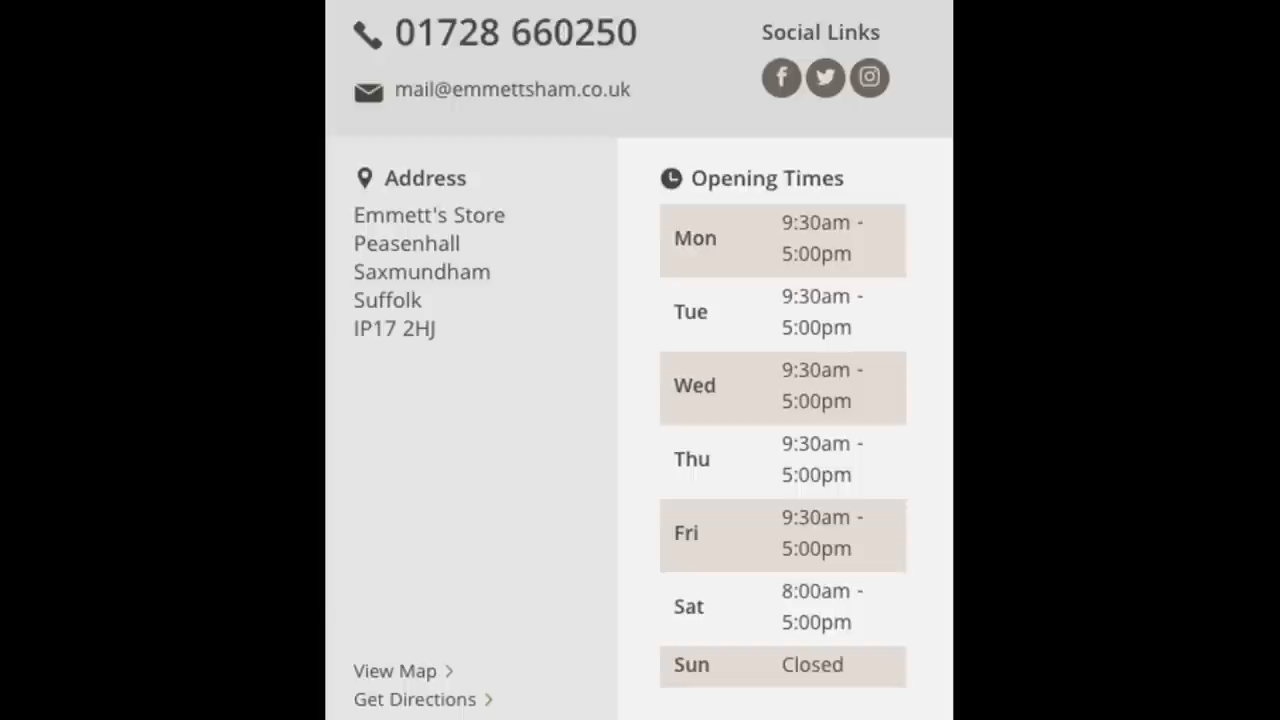 01728 660250
mail@emmettsham.co.uk
Social Links
Address
Emmett's Store
Peasenhall
Saxmundham
Suffolk
IP17 2HJ
View Map
Get Directions
Opening Times
Mon 9:30am -
5:00pm
Tue 9:30am -
5:00pm
Wed 9:30am -
5:00pm
Thu 9:30am -
5:00pm
Fri 9:30am -
5:00pm
Sat 8:00am -
5:00pm
Sun Closed